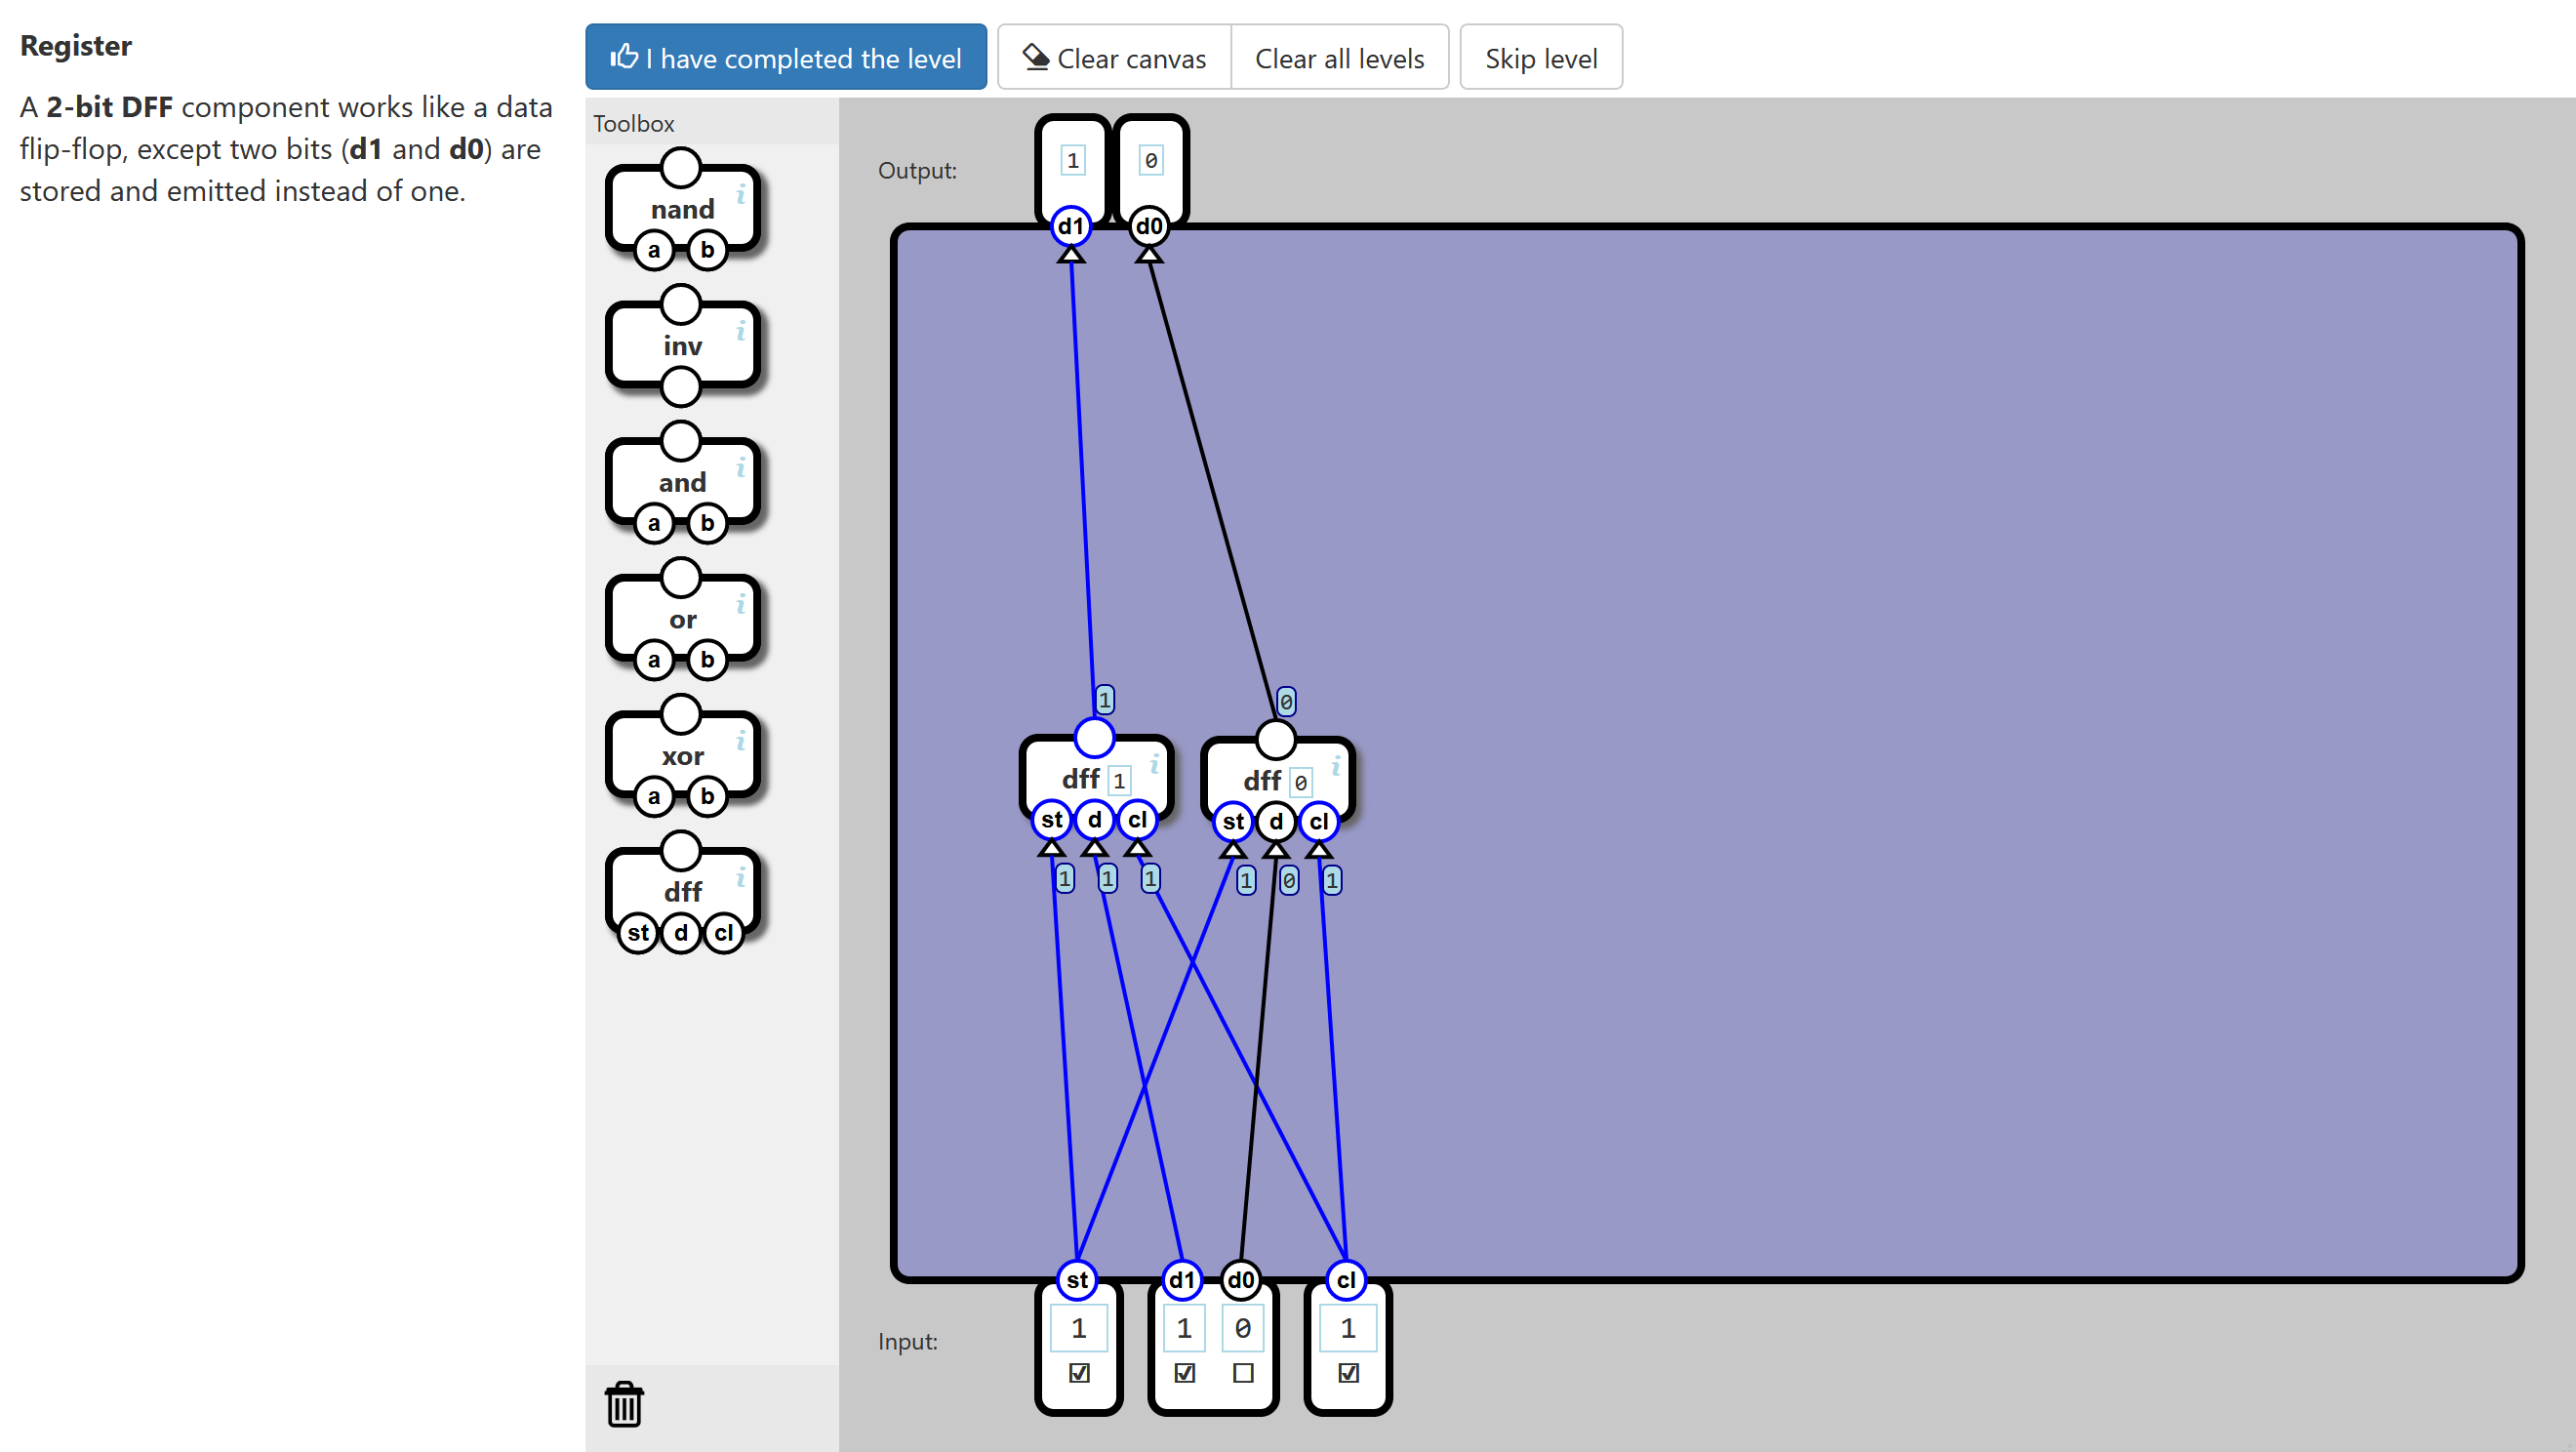 Register
A 2-bit DFF component works like a data
flip-flop, except two bits (d1 and d0) are
stored and emitted instead of one.
I have completed the level
Clear canvas
Clear all levels
Skip level
Toolbox
nand
i
a b
inv
i
and
i
a b
or
i
a b
xor
i
a b
dff
i
st d cl
Output:
1 0
d1 d0
1 0
dff 1 i
dff 0 i
st d cl
st d cl
1 1 1
1 0 1
st d1 d0 cl
Input:
1 1 0 1